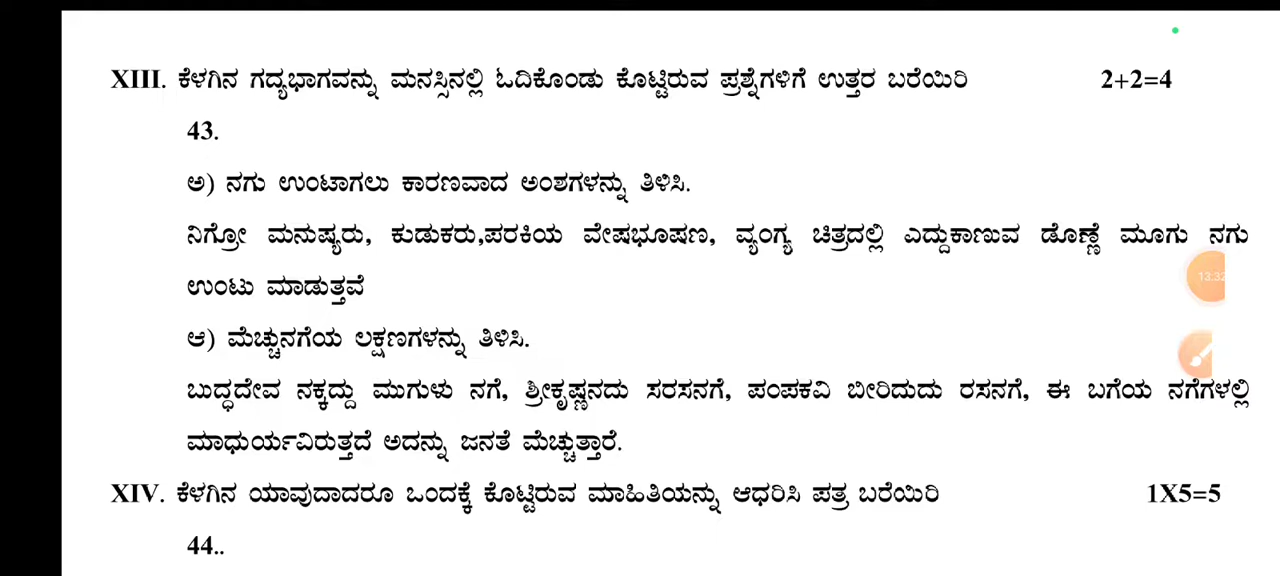 XIII. ಕೆಳಗಿನ ಗದ್ಯಭಾಗವನ್ನು ಮನಸ್ಸಿನಲ್ಲಿ ಓದಿಕೊಂಡು ಕೊಟ್ಟಿರುವ ಪ್ರಶ್ನೆಗಳಿಗೆ ಉತ್ತರ ಬರೆಯಿರಿ 2+2=4
43.
ಅ) ನಗು ಉಂಟಾಗಲು ಕಾರಣವಾದ ಅಂಶಗಳನ್ನು ತಿಳಿಸಿ.
ನಿಗ್ರೋ ಮನುಷ್ಯರು, ಕುಡುಕರು,ಪರಕಿಯ ವೇಷಭೂಷಣ, ವ್ಯಂಗ್ಯ ಚಿತ್ರದಲ್ಲಿ ಎದ್ದುಕಾಣುವ ಡೊಣ್ಣೆ ಮೂಗು ನಗು
ಉಂಟು ಮಾಡುತ್ತವೆ
13:32
ಆ) ಮೆಚ್ಚುನಗೆಯ ಲಕ್ಷಣಗಳನ್ನು ತಿಳಿಸಿ.
ಬುದ್ಧದೇವ ನಕ್ಕದ್ದು ಮುಗುಳು ನಗೆ, ಶ್ರೀಕೃಷ್ಣನದು ಸರಸನಗೆ, ಪಂಪಕವಿ ಬೀರಿದುದು ರಸನಗೆ, ಈ ಬಗೆಯ ನಗೆಗಳಲ್ಲಿ
ಮಾಧುರ್ಯವಿರುತ್ತದೆ ಅದನ್ನು ಜನತೆ ಮೆಚ್ಚುತ್ತಾರೆ.
XIV. ಕೆಳಗಿನ ಯಾವುದಾದರೂ ಒಂದಕ್ಕೆ ಕೊಟ್ಟಿರುವ ಮಾಹಿತಿಯನ್ನು ಆಧರಿಸಿ ಪತ್ರ ಬರೆಯಿರಿ 1X5=5
44..